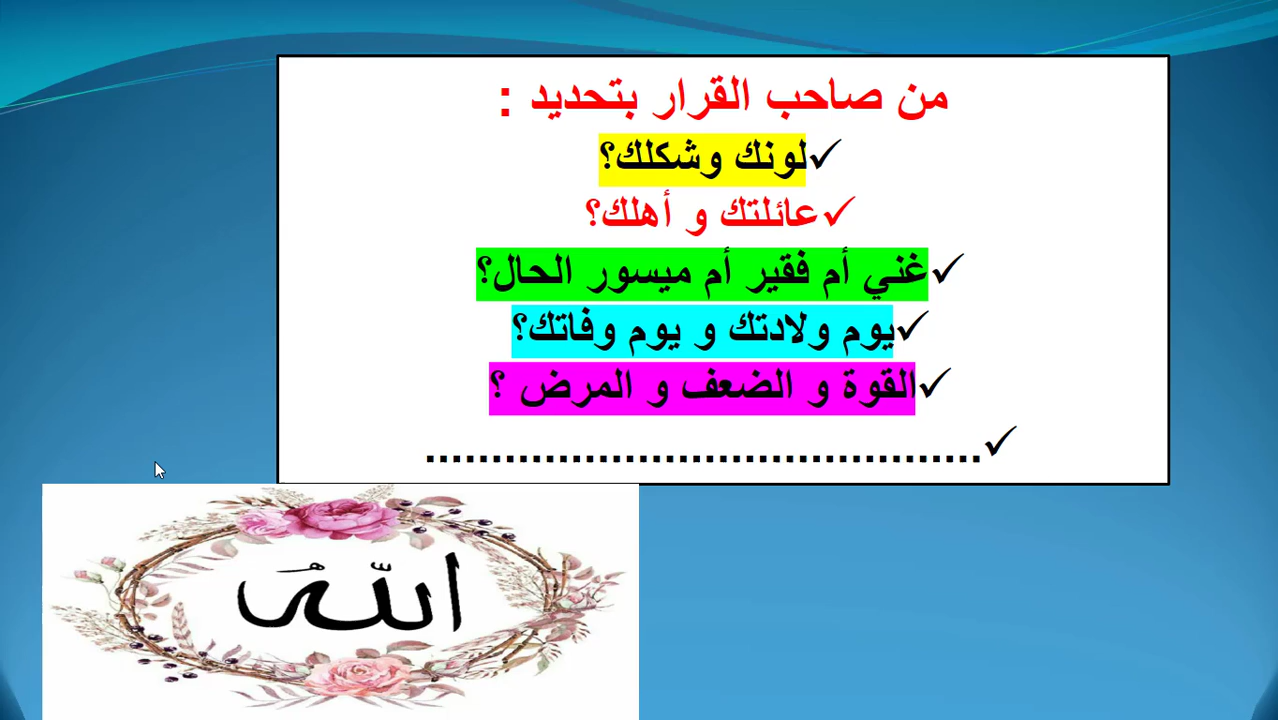 من صاحب القرار بتحديد :
✓لونك وشكلك؟
✓عائلتك و أهلك؟
✓غني أم فقير أم ميسور الحال؟
✓يوم ولادتك و يوم وفاتك؟
✓القوة و الضعف و المرض ؟
✓..........................................
اللّٰهُ